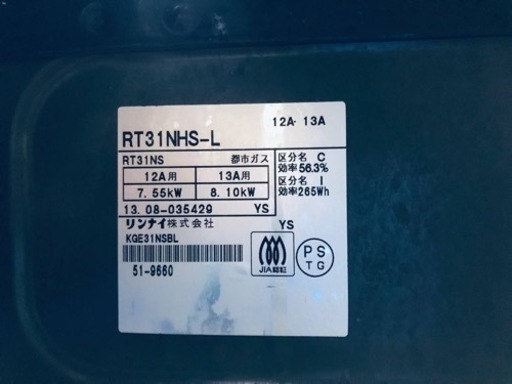 12A・13A
RT31NHS-L
RT31NS 都市ガス
12A用 13A用
7.55kW 8.10kW
区分名 C
効率56.3%
区分名 I
効率265Wh
13.08-035429 YS
リンナイ株式会社 YS
KGE31NSBL
51-9660
JIA認証
PS
TG